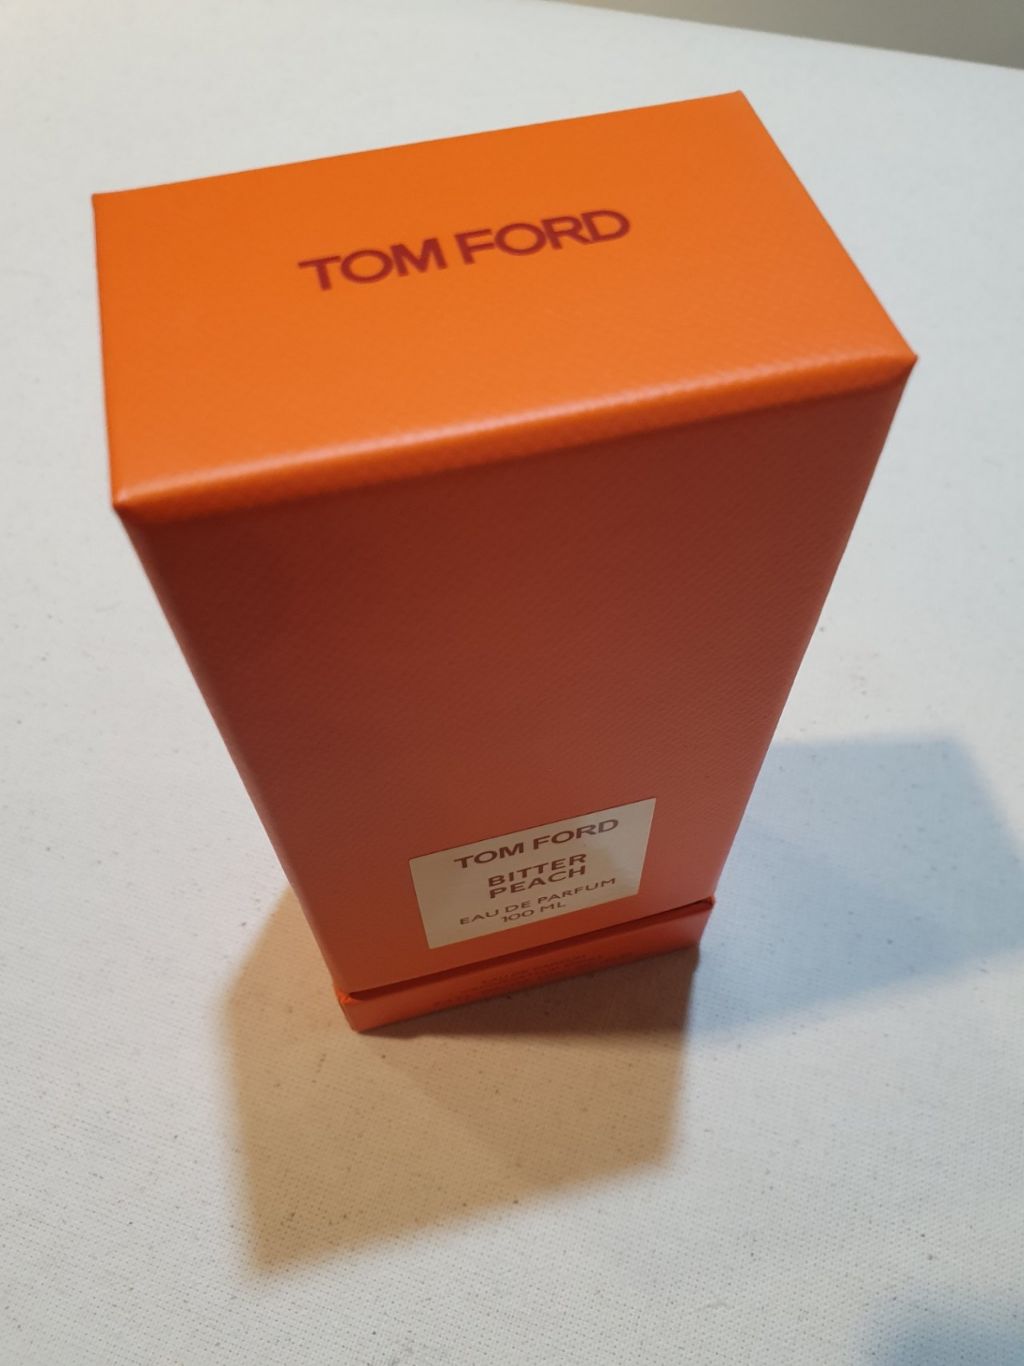 TOM FORD
TOM FORD
BITTER
PEACH
EAU DE PARFUM
100 ML